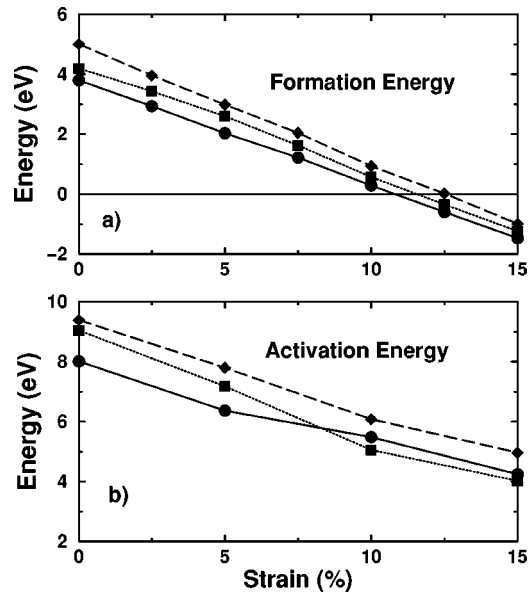 6
4
2
0
−2
Energy (eV)
Formation Energy
a)
0 5 10 15
10
8
6
4
2
Energy (eV)
Activation Energy
b)
0 5 10 15
Strain (%)